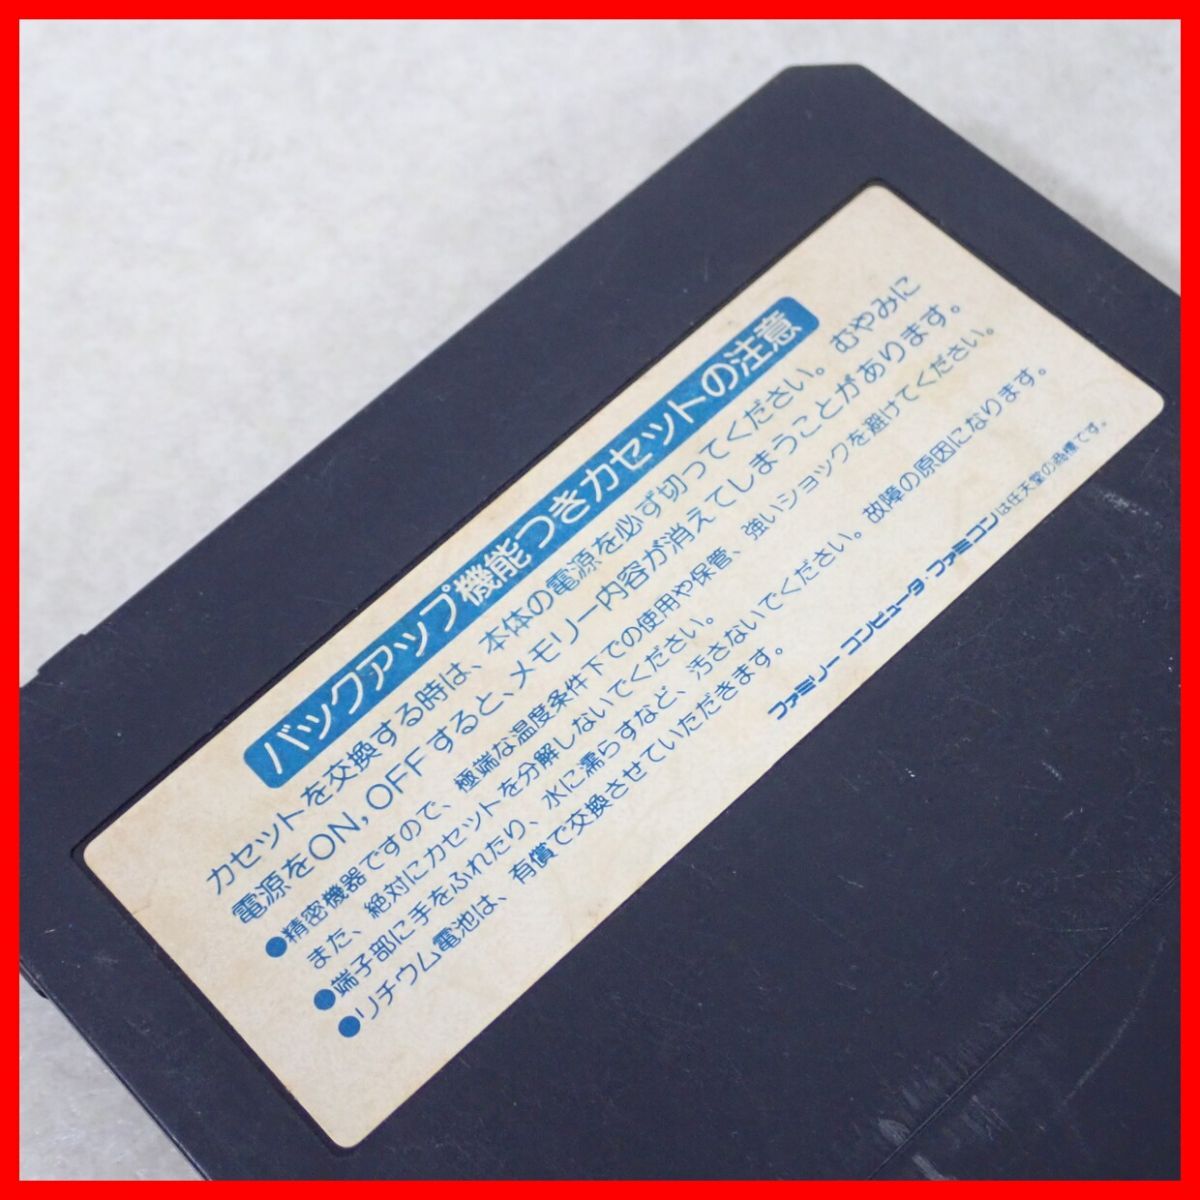 バックアップ機能つきカセットの注意
カセットを交換する時は、本体の電源を必ず切ってください。むやみに
電源をON,OFFすると、メモリー内容が消えてしまうことがあります。
●精密機器ですので、極端な温度条件下での使用や保管、強いショックを避けてください。
また、絶対にカセットを分解しないでください。
●端子部に手をふれたり、水に濡らすなど、汚さないでください。故障の原因になります。
●リチウム電池は、有償で交換させていただきます。
ファミリーコンピュータ・ファミコンは任天堂の商標です。